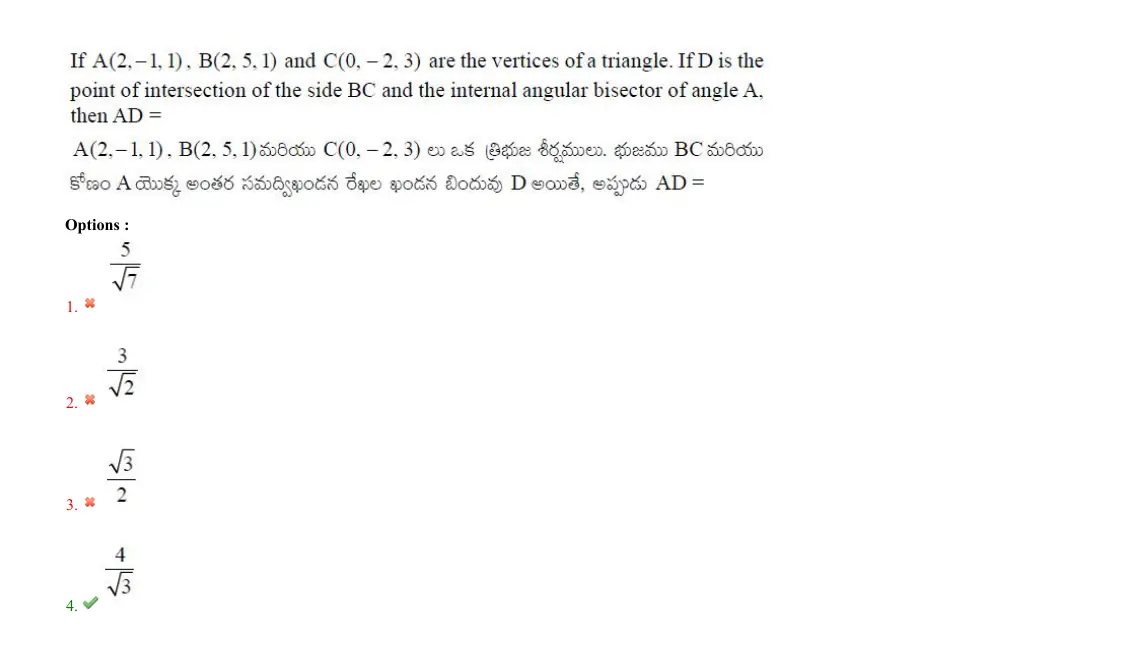 If A(2,−1, 1), B(2, 5, 1) and C(0, − 2, 3) are the vertices of a triangle. If D is the
point of intersection of the side BC and the internal angular bisector of angle A,
then AD =
A(2,−1, 1), B(2, 5, 1) మరియు C(0, − 2, 3) లు ఒక త్రిభుజ శీర్షములు. భుజము BC మరియు
కోణం A యొక్క అంతర సమద్విఖండన రేఖల ఖండన బిందువు D అయితే, అప్పుడు AD =
Options :
1. 5/√7
2. 3/√2
3. √3/2
4. 4/√3